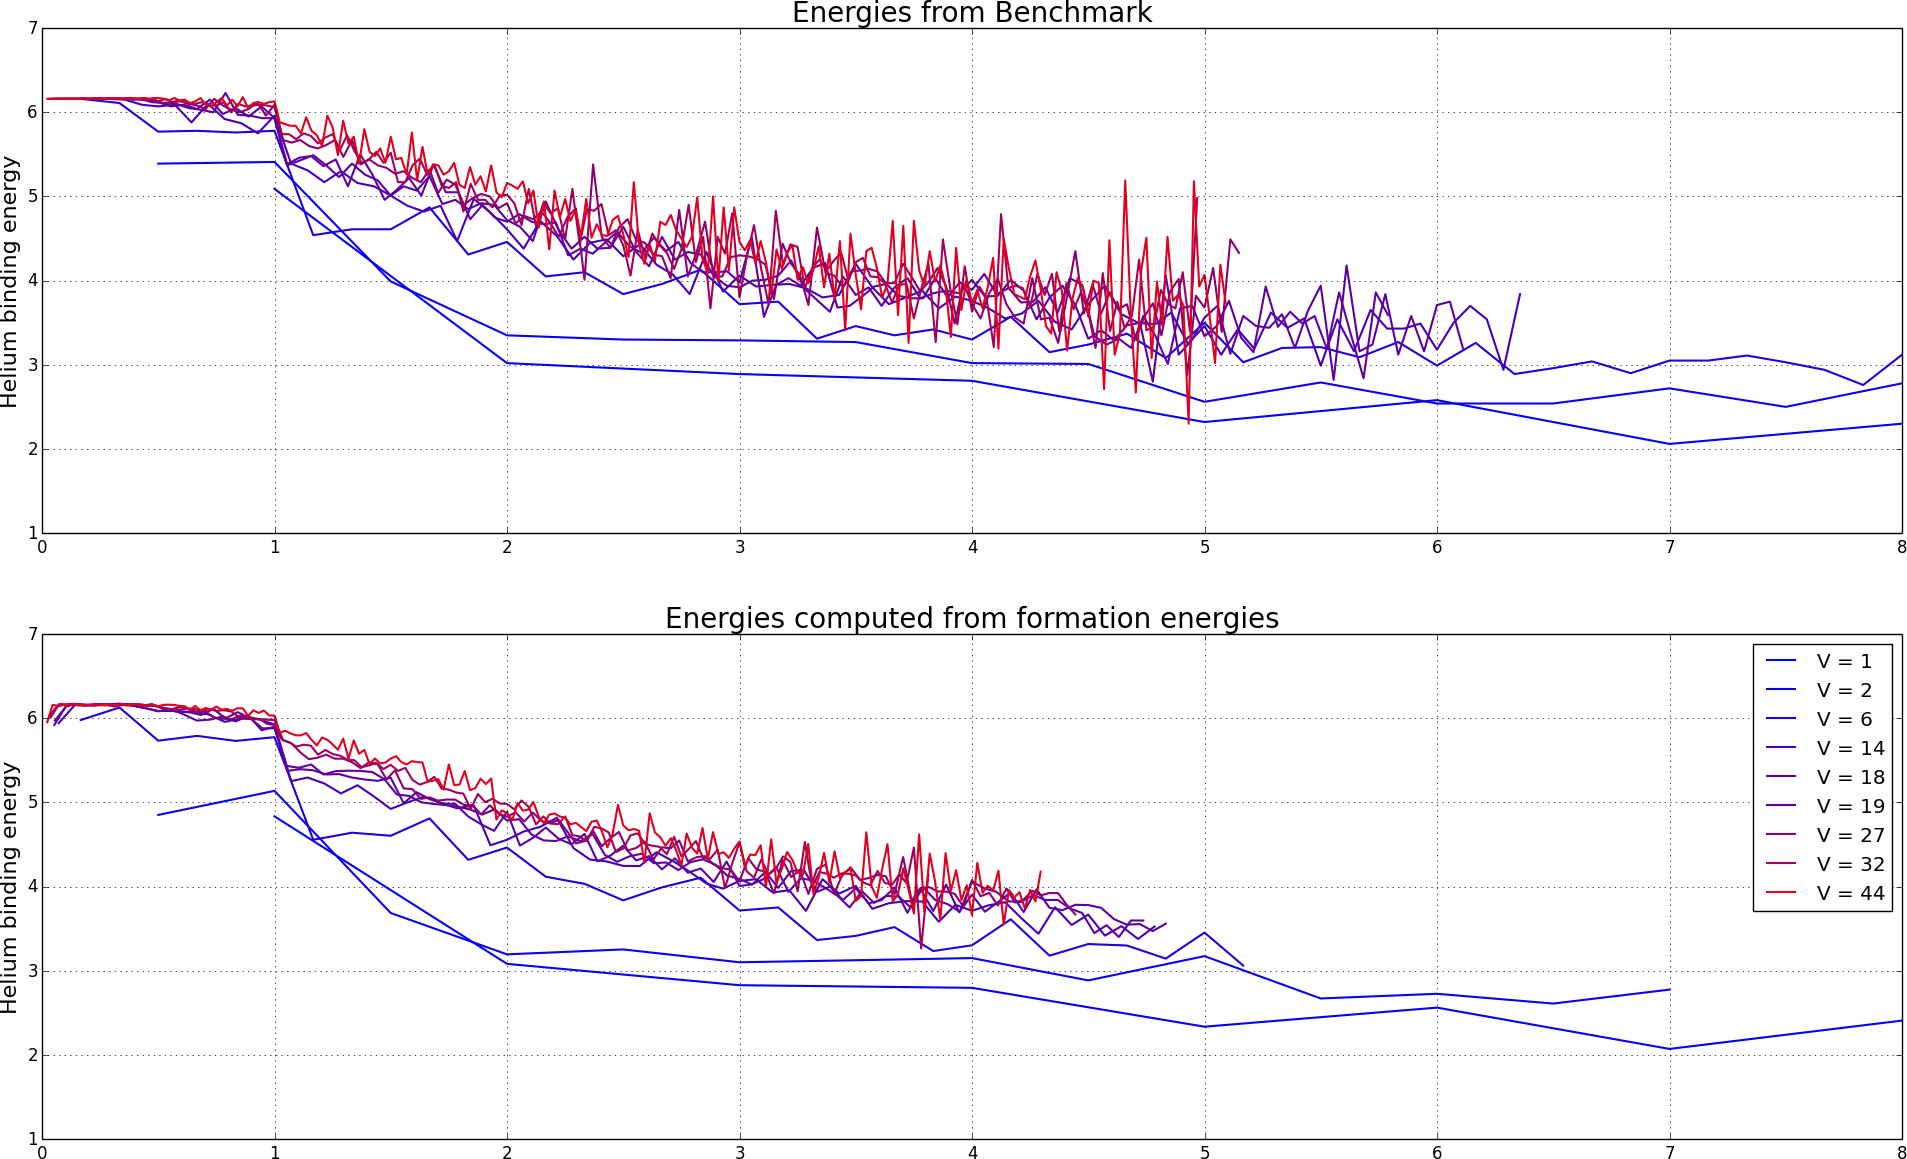 Energies from Benchmark
Helium binding energy
7
6
5
4
3
2
1
0 1 2 3 4 5 6 7 8
Energies computed from formation energies
Helium binding energy
7
6
5
4
3
2
1
0 1 2 3 4 5 6 7 8
V = 1
V = 2
V = 6
V = 14
V = 18
V = 19
V = 27
V = 32
V = 44